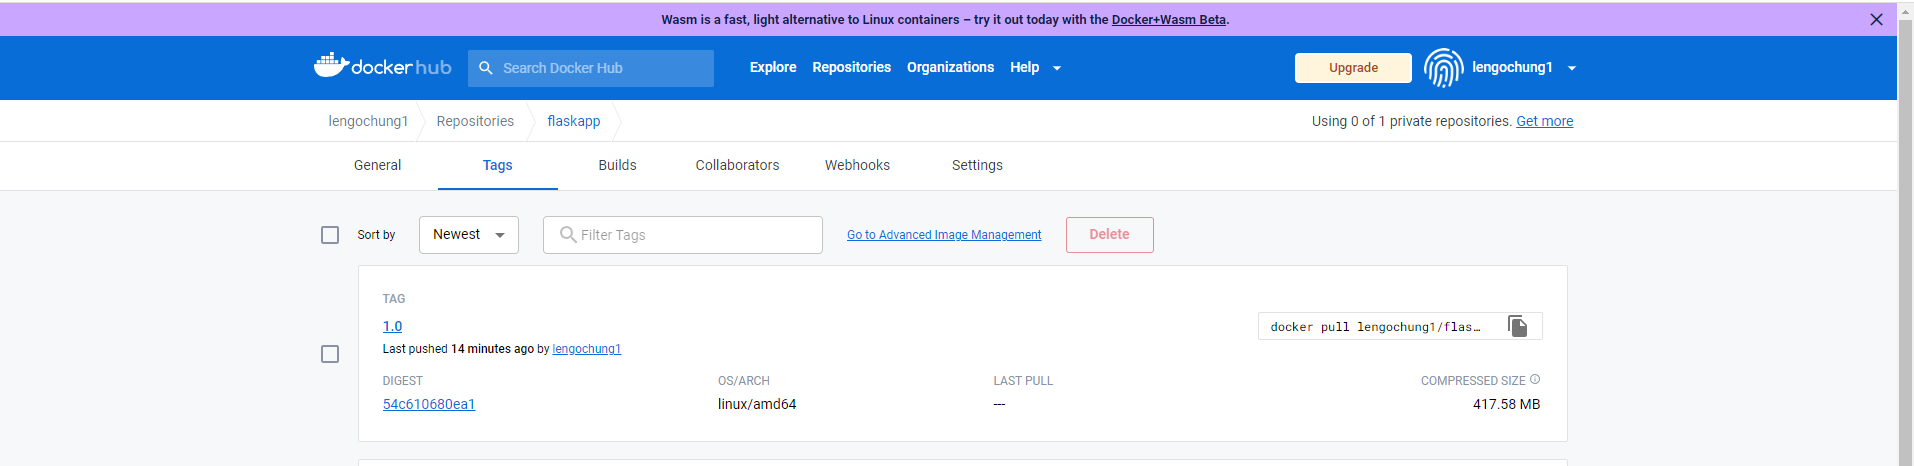 Wasm is a fast, light alternative to Linux containers – try it out today with the Docker+Wasm Beta.
dockerhub
Search Docker Hub
Explore
Repositories
Organizations
Help
Upgrade
lengochung1
lengochung1
Repositories
flaskapp
Using 0 of 1 private repositories. Get more
General
Tags
Builds
Collaborators
Webhooks
Settings
Sort by
Newest
Filter Tags
Go to Advanced Image Management
Delete
TAG
1.0
docker pull lengochung1/flas…
Last pushed 14 minutes ago by lengochung1
DIGEST
OS/ARCH
LAST PULL
COMPRESSED SIZE
54c610680ea1
linux/amd64
---
417.58 MB